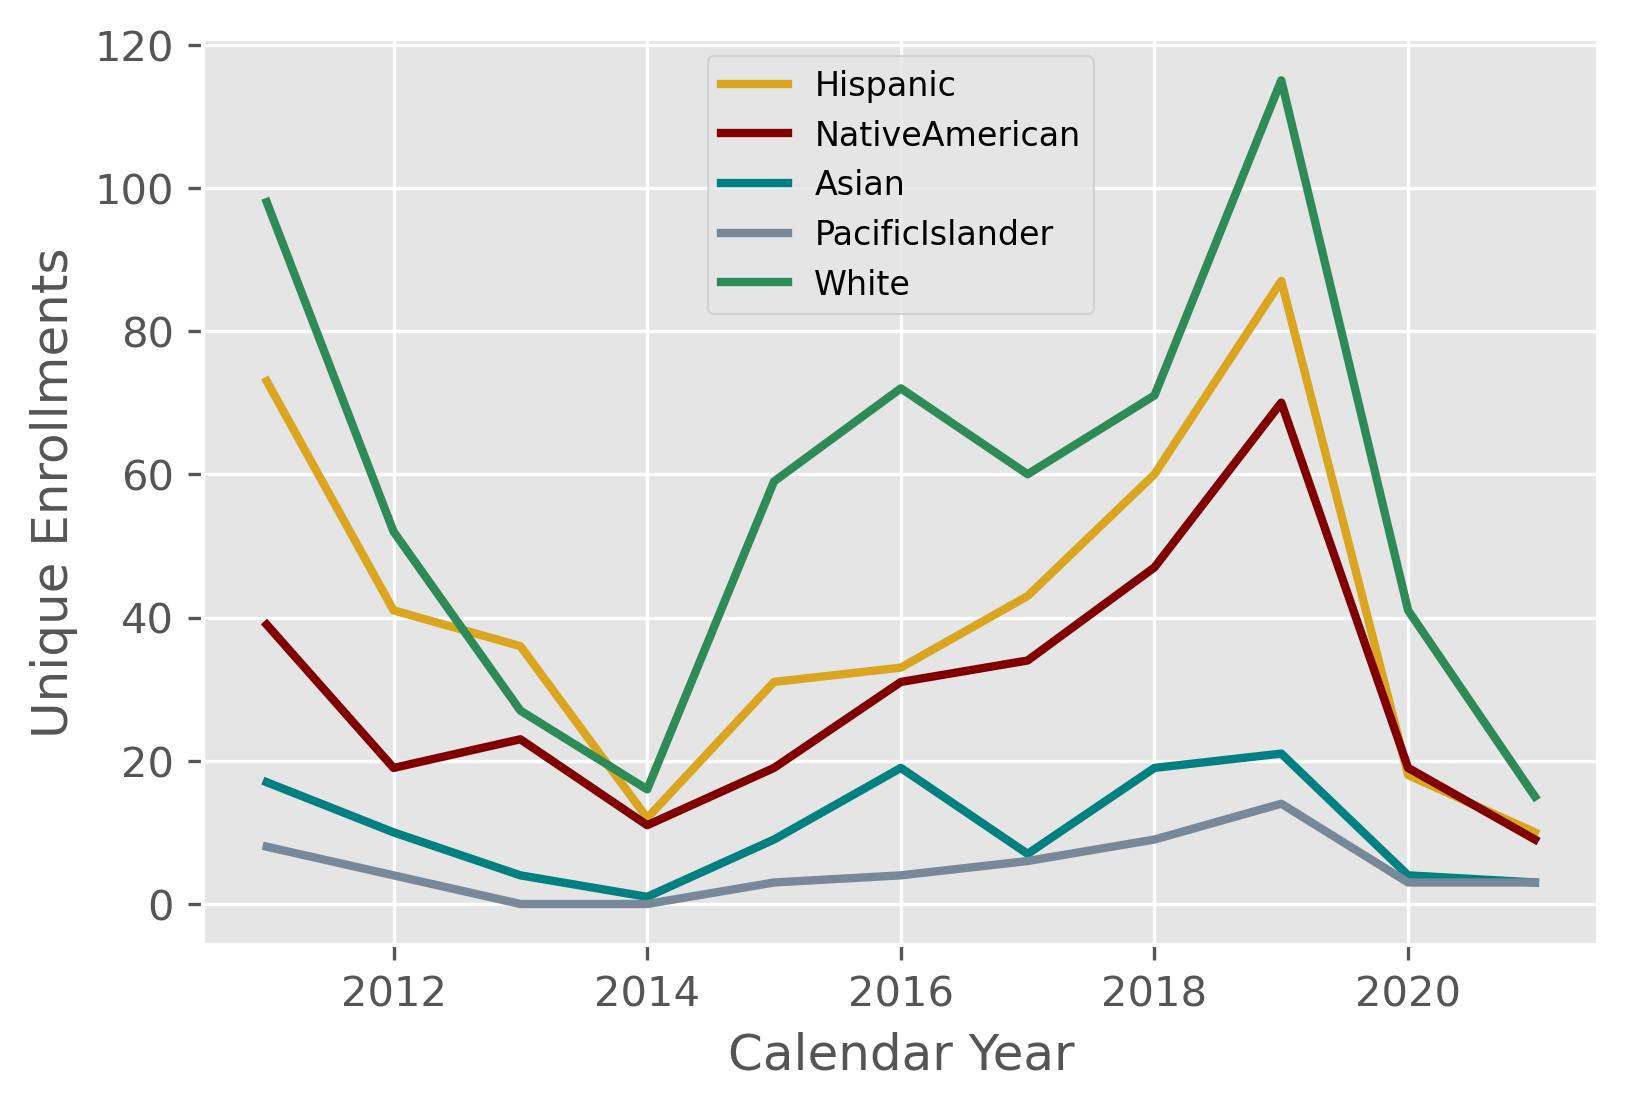 120
100
80
60
40
20
0
Unique Enrollments
Hispanic
NativeAmerican
Asian
PacificIslander
White
2012 2014 2016 2018 2020
Calendar Year